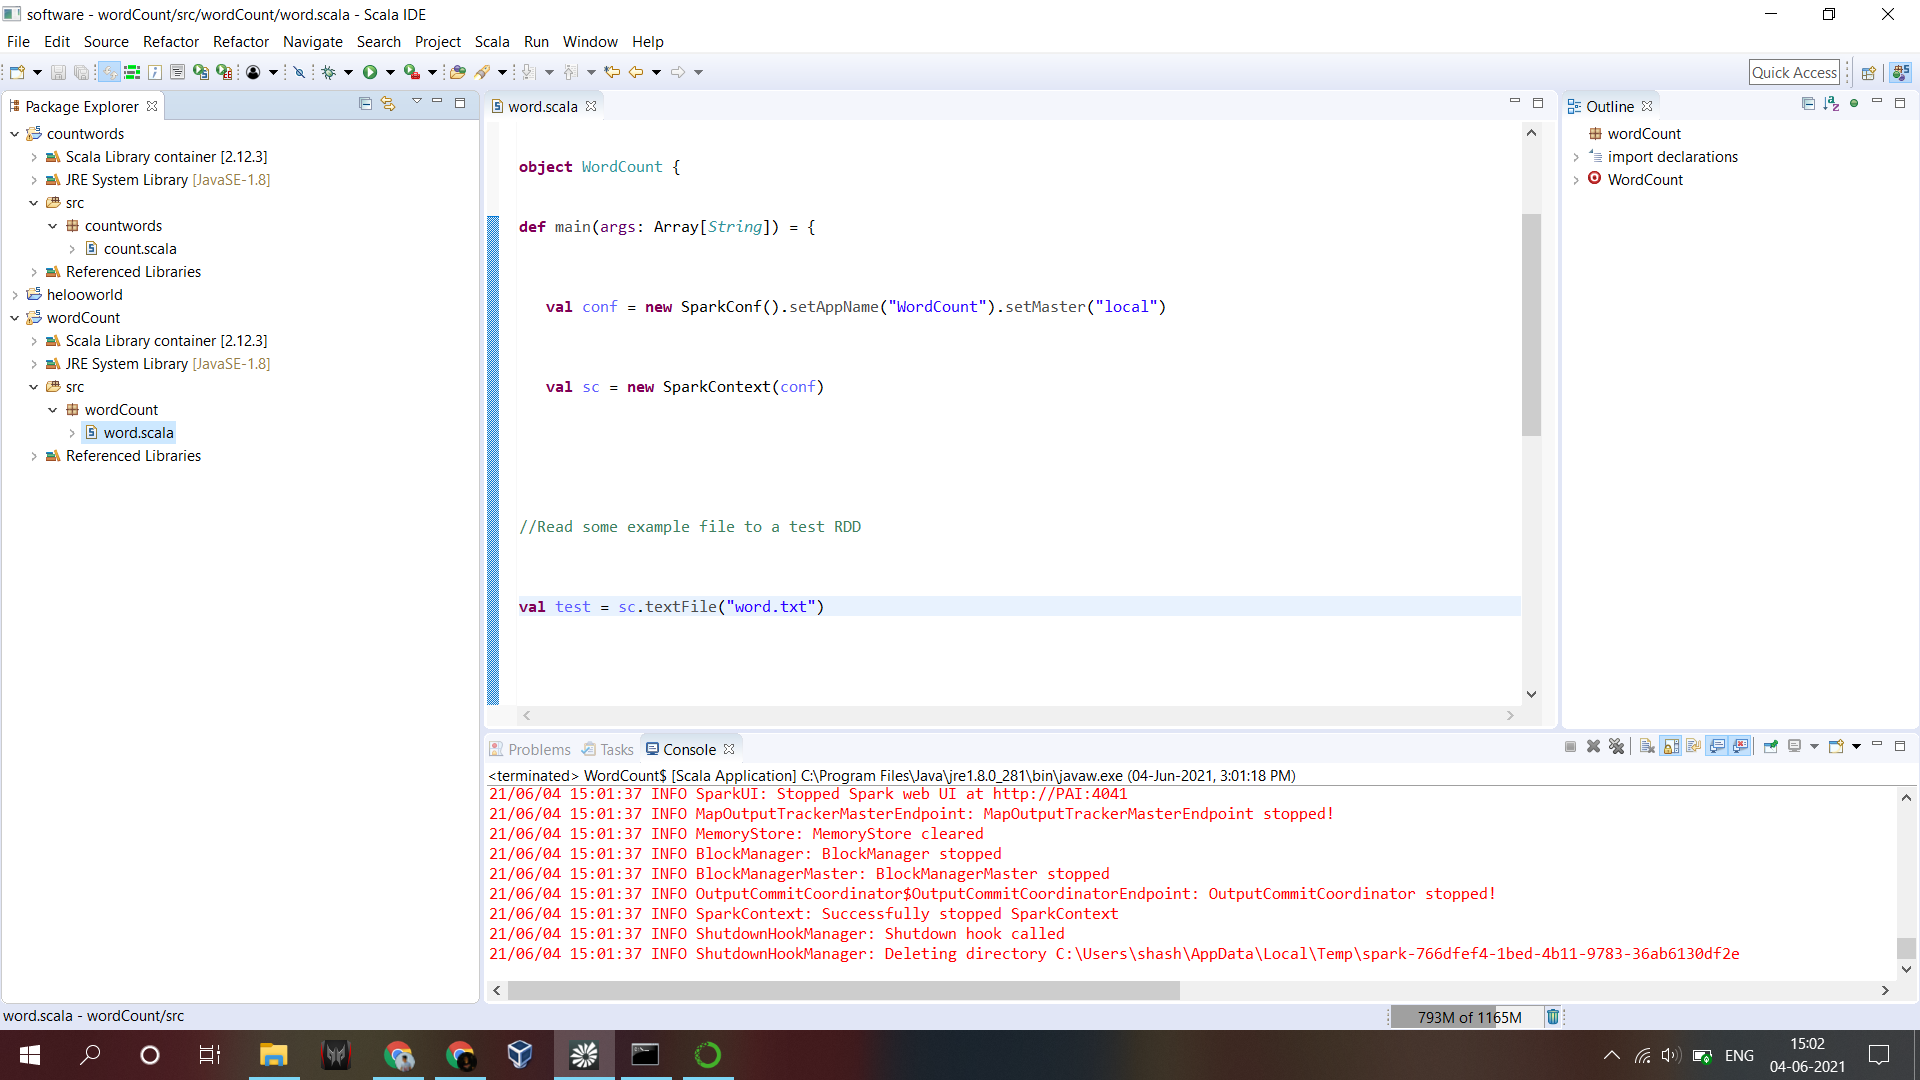 software - wordCount/src/wordCount/word.scala - Scala IDE
File Edit Source Refactor Refactor Navigate Search Project Scala Run Window Help
Quick Access
Package Explorer
countwords
Scala Library container [2.12.3]
JRE System Library [JavaSE-1.8]
src
countwords
count.scala
Referenced Libraries
helooworld
wordCount
Scala Library container [2.12.3]
JRE System Library [JavaSE-1.8]
src
wordCount
word.scala
Referenced Libraries
word.scala
object WordCount {
def main(args: Array[String]) = {
val conf = new SparkConf().setAppName("WordCount").setMaster("local")
val sc = new SparkContext(conf)
//Read some example file to a test RDD
val test = sc.textFile("word.txt")
Outline
wordCount
import declarations
WordCount
Problems Tasks Console
<terminated> WordCount$ [Scala Application] C:\Program Files\Java\jre1.8.0_281\bin\javaw.exe (04-Jun-2021, 3:01:18 PM)
21/06/04 15:01:37 INFO SparkUI: Stopped Spark web UI at http://PAI:4041
21/06/04 15:01:37 INFO MapOutputTrackerMasterEndpoint: MapOutputTrackerMasterEndpoint stopped!
21/06/04 15:01:37 INFO MemoryStore: MemoryStore cleared
21/06/04 15:01:37 INFO BlockManager: BlockManager stopped
21/06/04 15:01:37 INFO BlockManagerMaster: BlockManagerMaster stopped
21/06/04 15:01:37 INFO OutputCommitCoordinator$OutputCommitCoordinatorEndpoint: OutputCommitCoordinator stopped!
21/06/04 15:01:37 INFO SparkContext: Successfully stopped SparkContext
21/06/04 15:01:37 INFO ShutdownHookManager: Shutdown hook called
21/06/04 15:01:37 INFO ShutdownHookManager: Deleting directory C:\Users\shash\AppData\Local\Temp\spark-766dfef4-1bed-4b11-9783-36ab6130df2e
word.scala - wordCount/src
793M of 1165M
ENG
15:02
04-06-2021